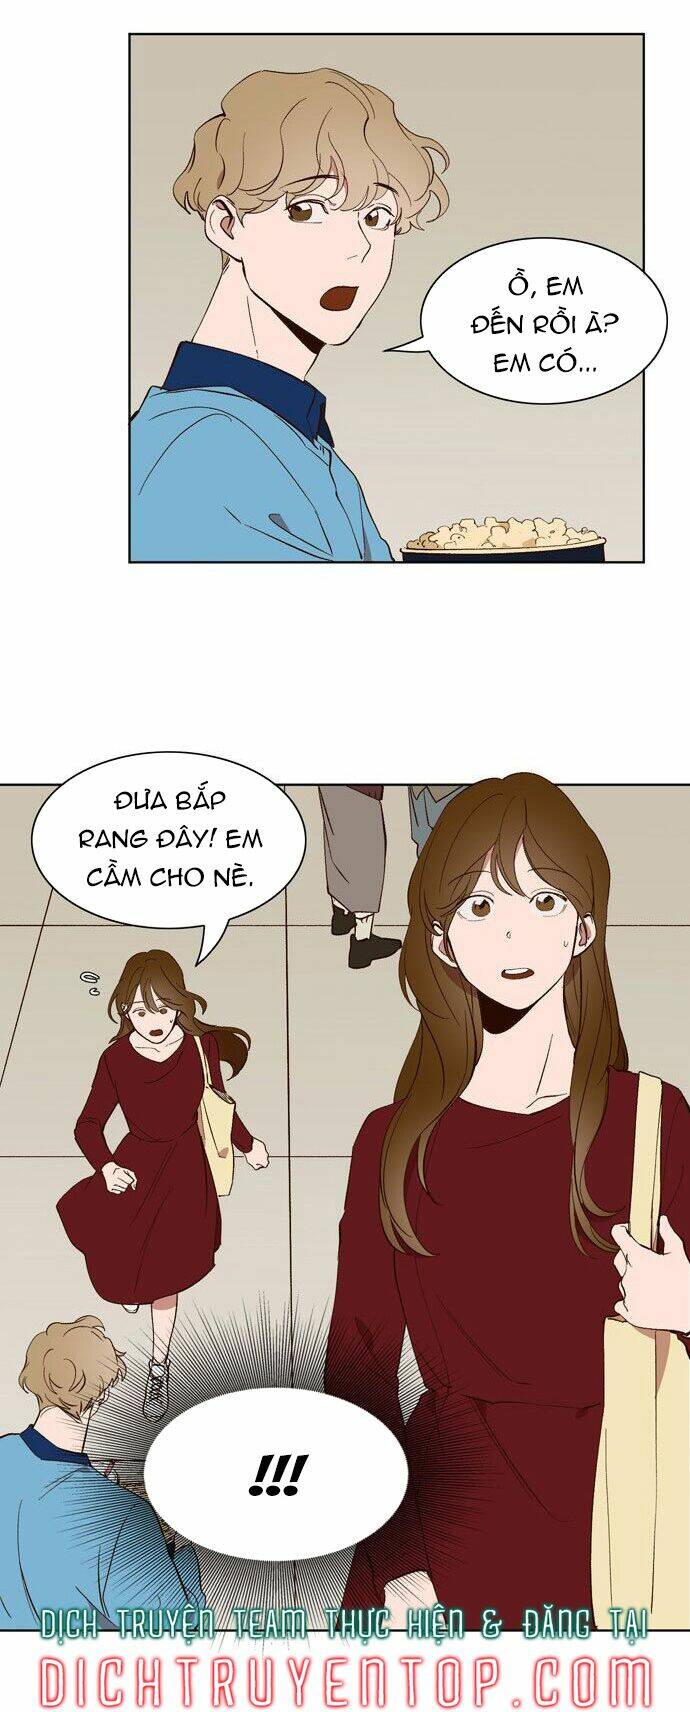 Ồ, EM
ĐẾN RỒI À?
EM CÓ...
ĐƯA BẮP
RANG ĐÂY! EM
CẦM CHO NÈ.
!!!
DỊCH TRUYỆN TEAM THỰC HIỆN & ĐĂNG TẠI
DICHTRUYENTOP.COM